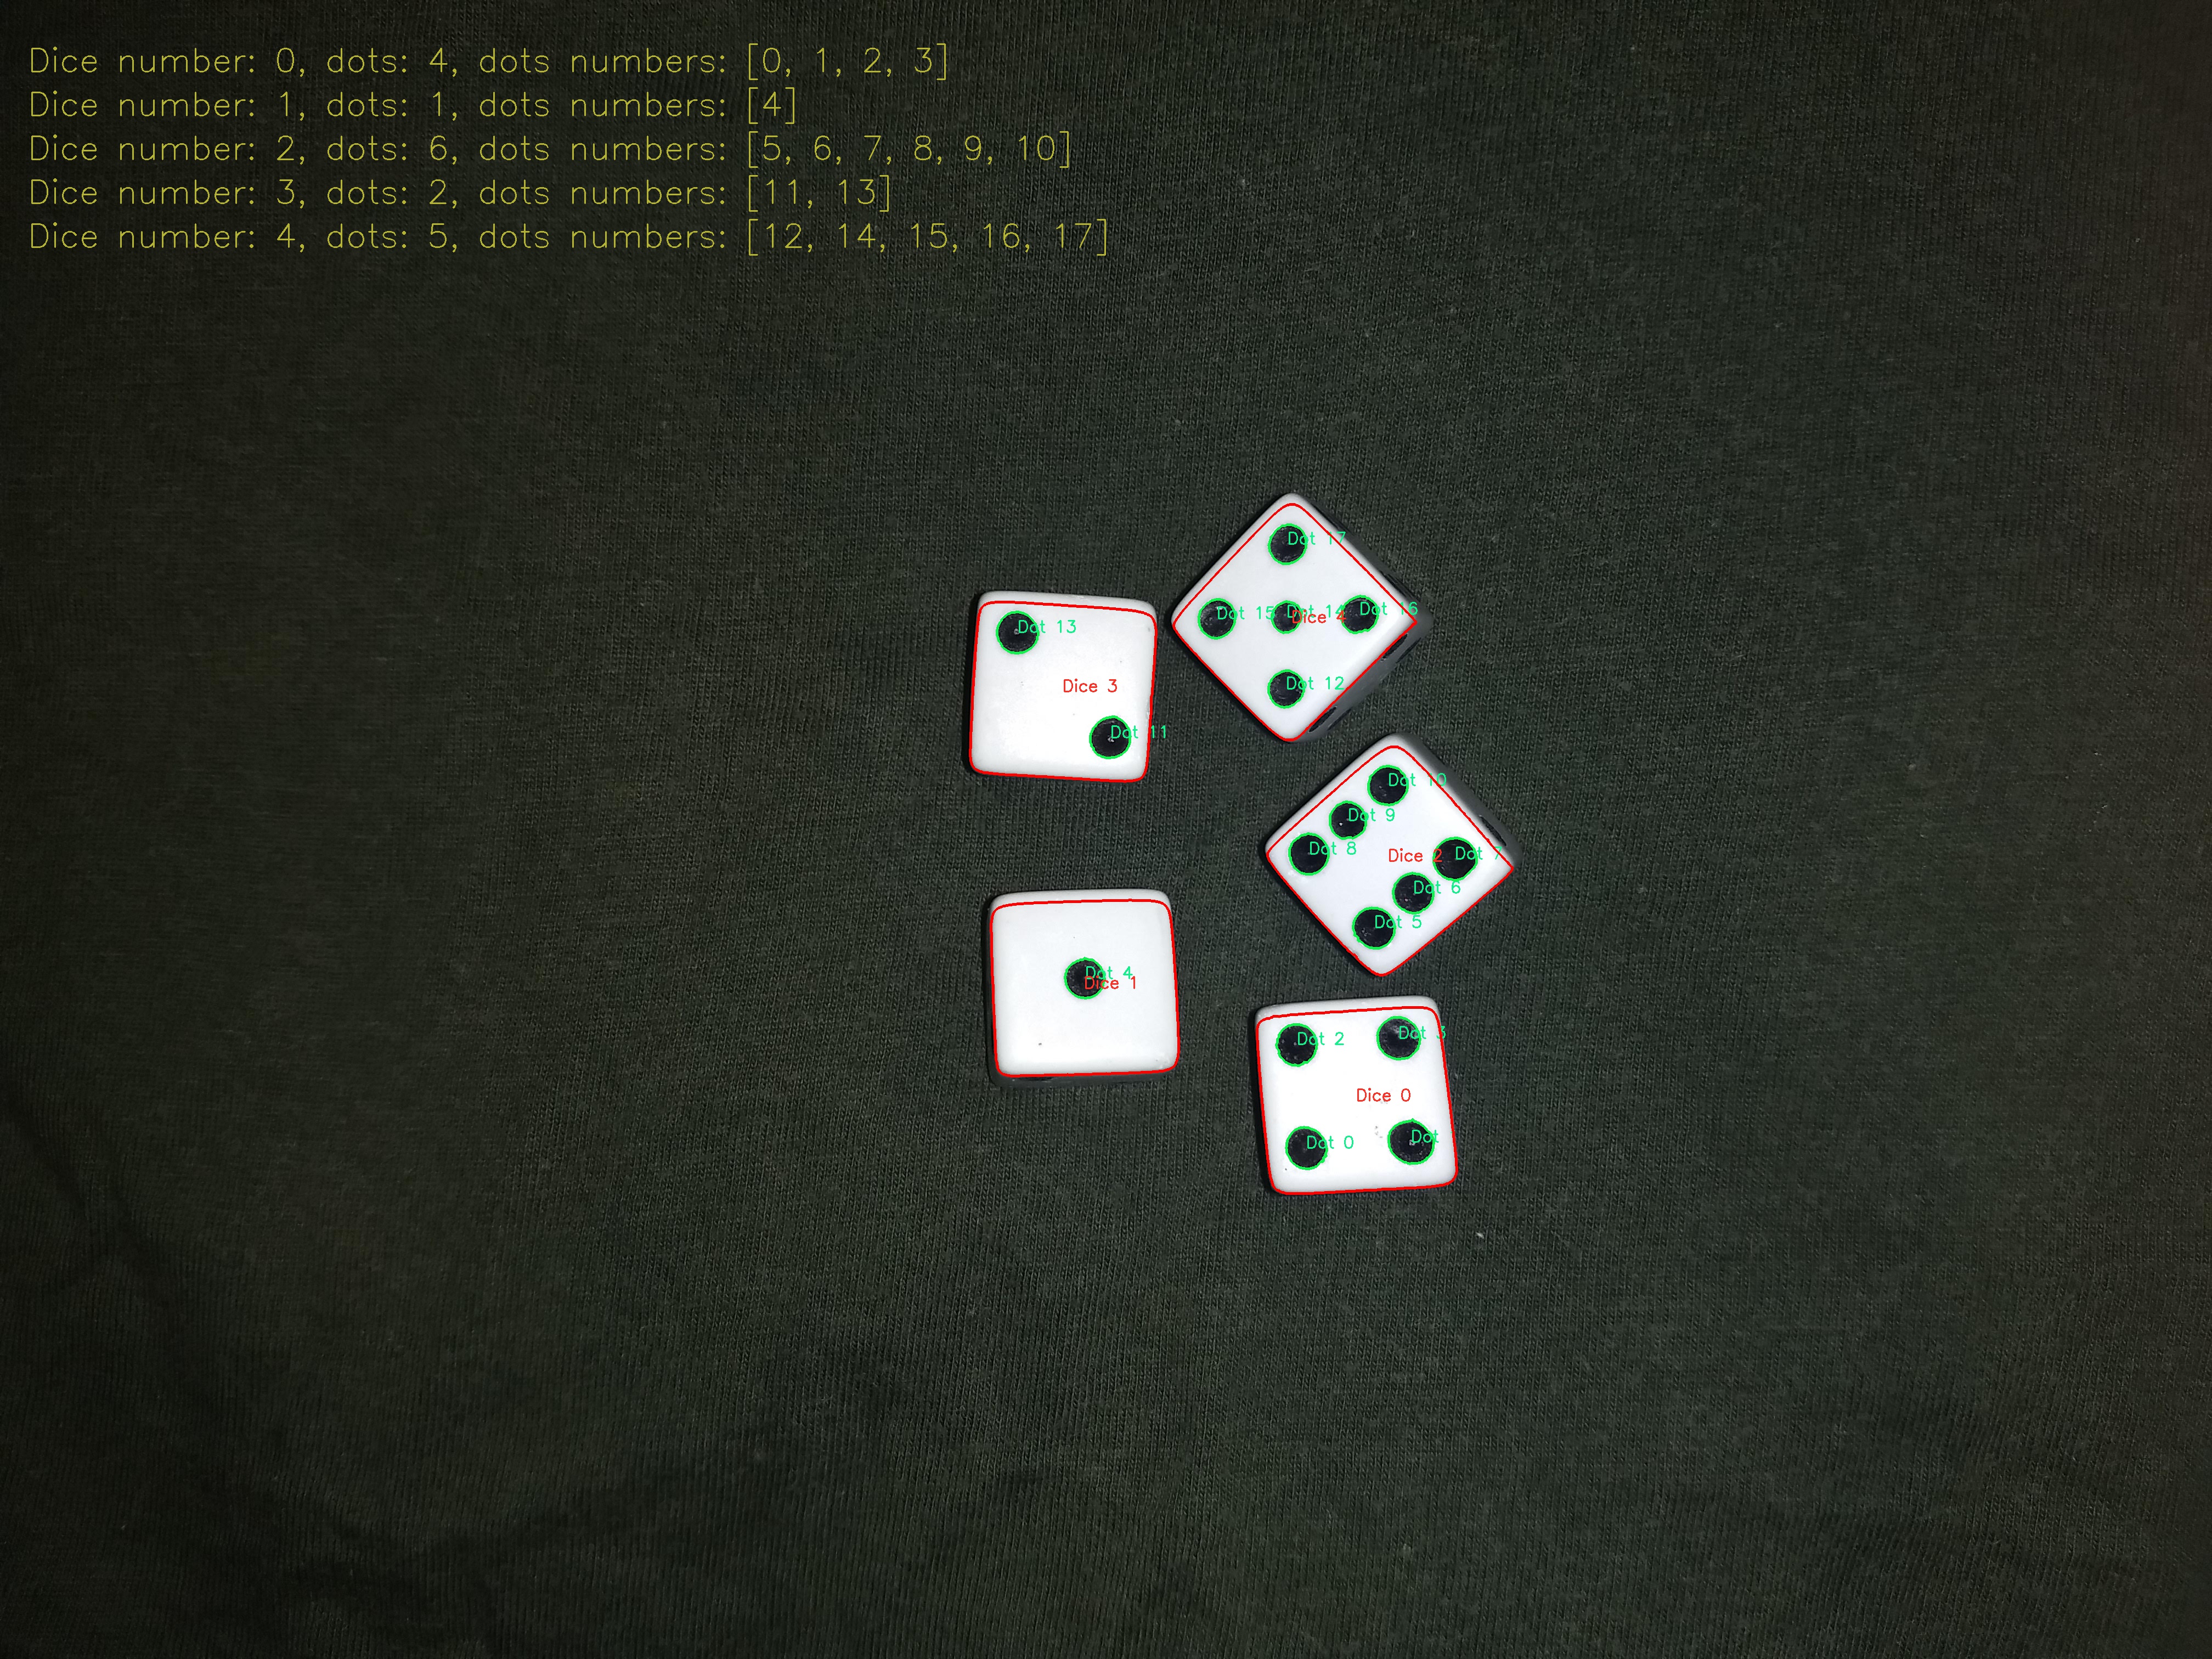 Dice number: 0, dots: 4, dots numbers: [0, 1, 2, 3]
Dice number: 1, dots: 1, dots numbers: [4]
Dice number: 2, dots: 6, dots numbers: [5, 6, 7, 8, 9, 10]
Dice number: 3, dots: 2, dots numbers: [11, 13]
Dice number: 4, dots: 5, dots numbers: [12, 14, 15, 16, 17]
Dot 17
Dot 15 Dot 14 Dot 16
Dice 4
Dot 13
Dice 3
Dot 12
Dot 11
Dot 10
Dot 9
Dot 8
Dice 2 Dot 7
Dot 6
Dot 5
Dot 4
Dice 1
Dot 2 Dot 3
Dice 0
Dot 0 Dot